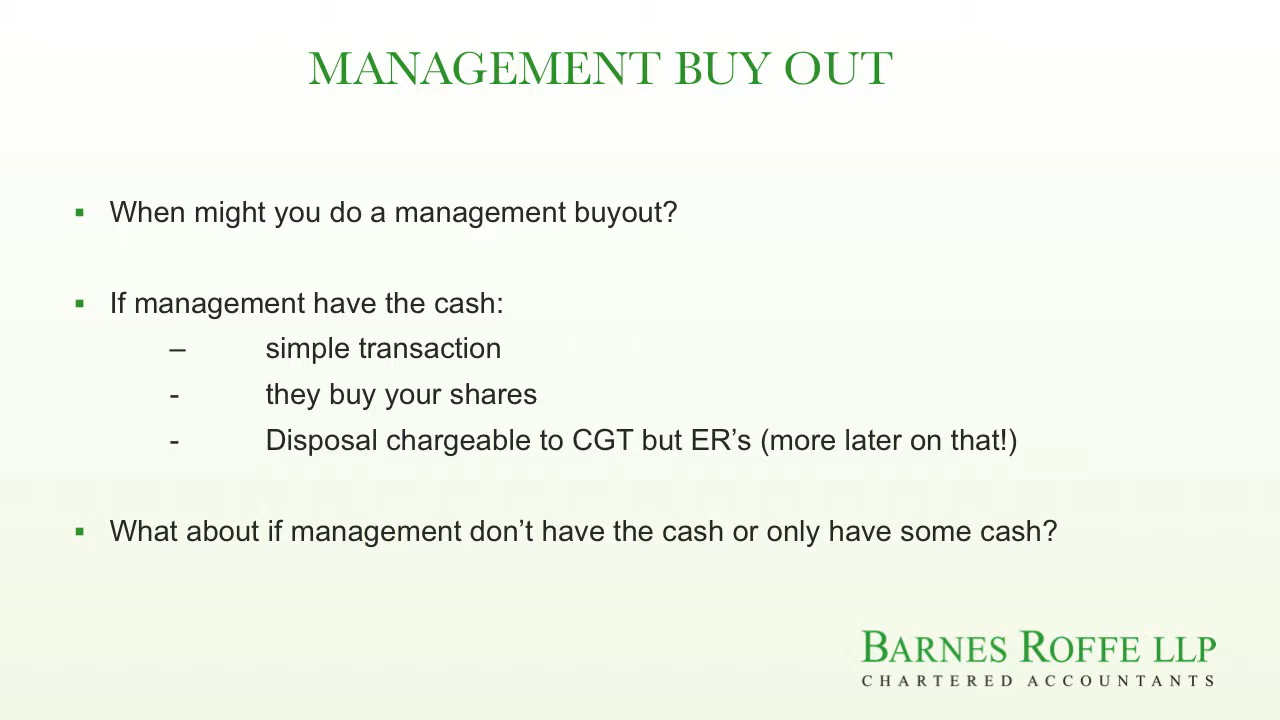 MANAGEMENT BUY OUT
▪ When might you do a management buyout?
▪ If management have the cash:
– simple transaction
- they buy your shares
- Disposal chargeable to CGT but ER’s (more later on that!)
▪ What about if management don’t have the cash or only have some cash?
BARNES ROFFE LLP
CHARTERED ACCOUNTANTS